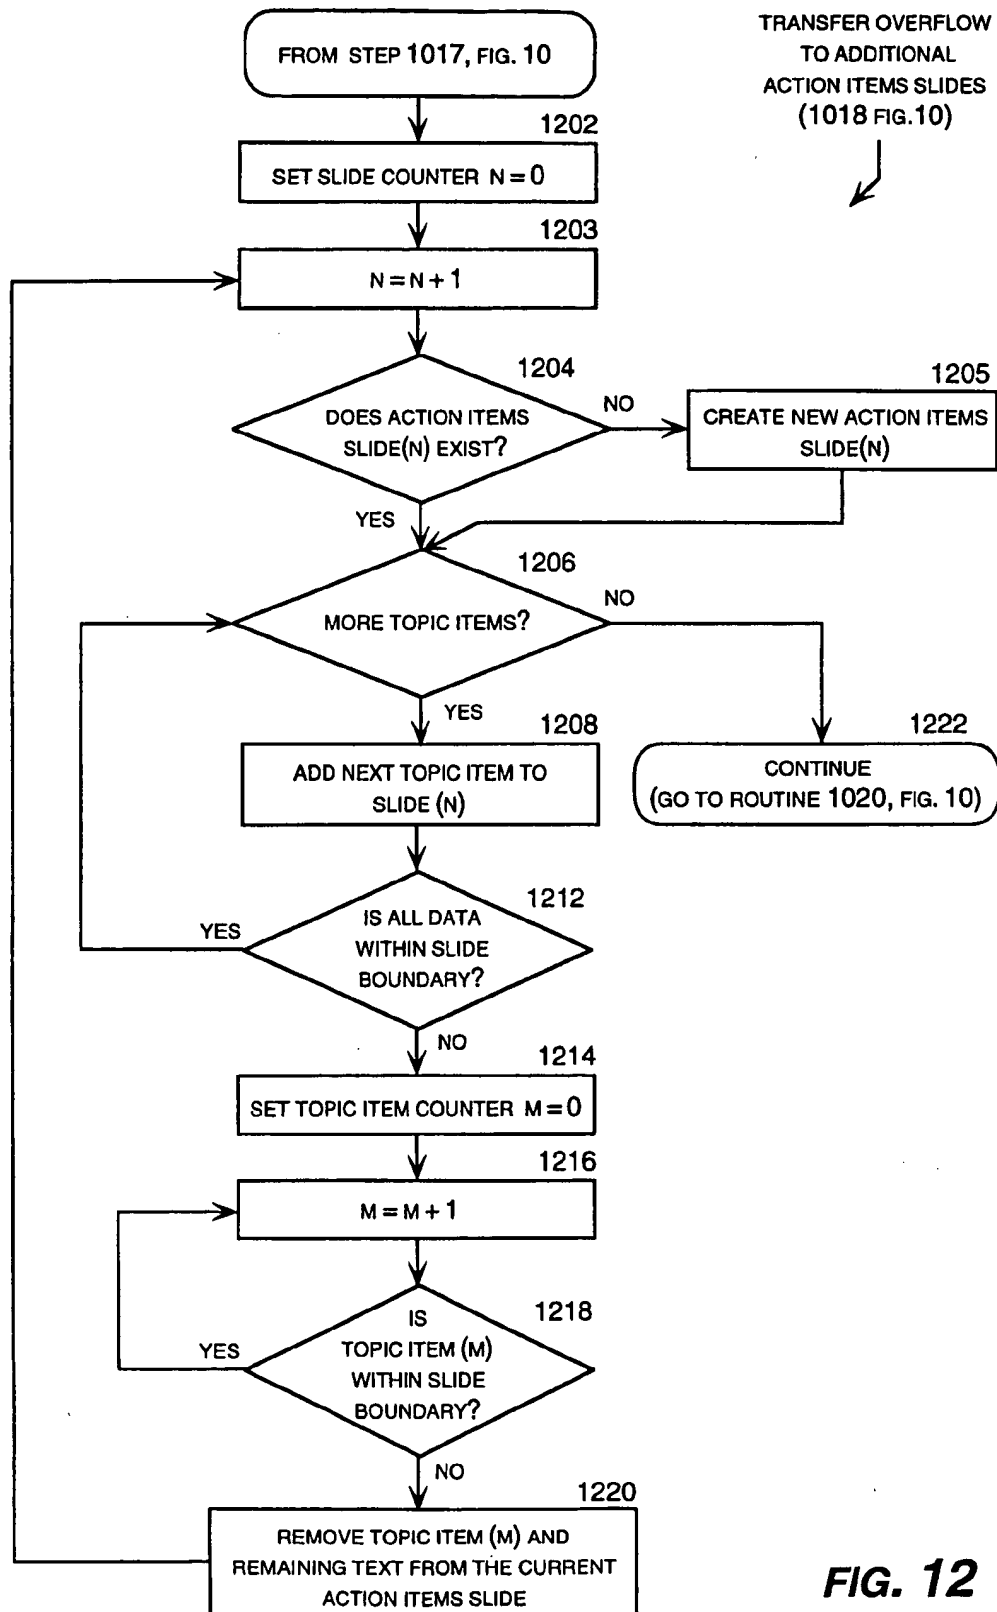 FROM STEP 1017, FIG. 10
TRANSFER OVERFLOW
TO ADDITIONAL
ACTION ITEMS SLIDES
(1018 FIG.10)
1202
SET SLIDE COUNTER N = 0
1203
N = N + 1
1204
DOES ACTION ITEMS
SLIDE(N) EXIST?
NO
1205
CREATE NEW ACTION ITEMS
SLIDE(N)
YES
1206
MORE TOPIC ITEMS?
NO
YES
1208
ADD NEXT TOPIC ITEM TO
SLIDE (N)
1222
CONTINUE
(GO TO ROUTINE 1020, FIG. 10)
1212
IS ALL DATA
WITHIN SLIDE
BOUNDARY?
YES
NO
1214
SET TOPIC ITEM COUNTER M = 0
1216
M = M + 1
1218
IS
TOPIC ITEM (M)
WITHIN SLIDE
BOUNDARY?
YES
NO
1220
REMOVE TOPIC ITEM (M) AND
REMAINING TEXT FROM THE CURRENT
ACTION ITEMS SLIDE
FIG. 12